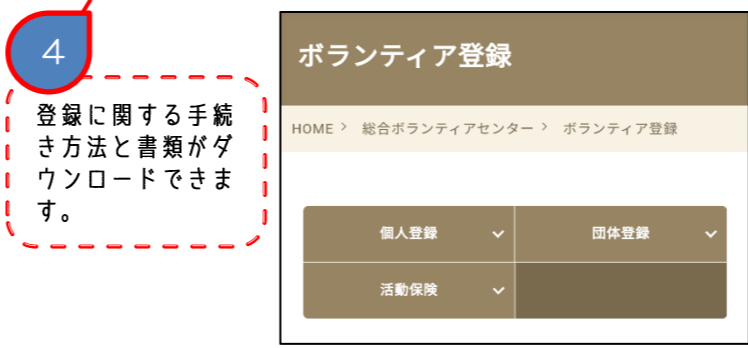 4
登録に関する手続
き方法と書類がダ
ウンロードできま
す。
ボランティア登録
HOME > 総合ボランティアセンター > ボランティア登録
個人登録
団体登録
活動保険